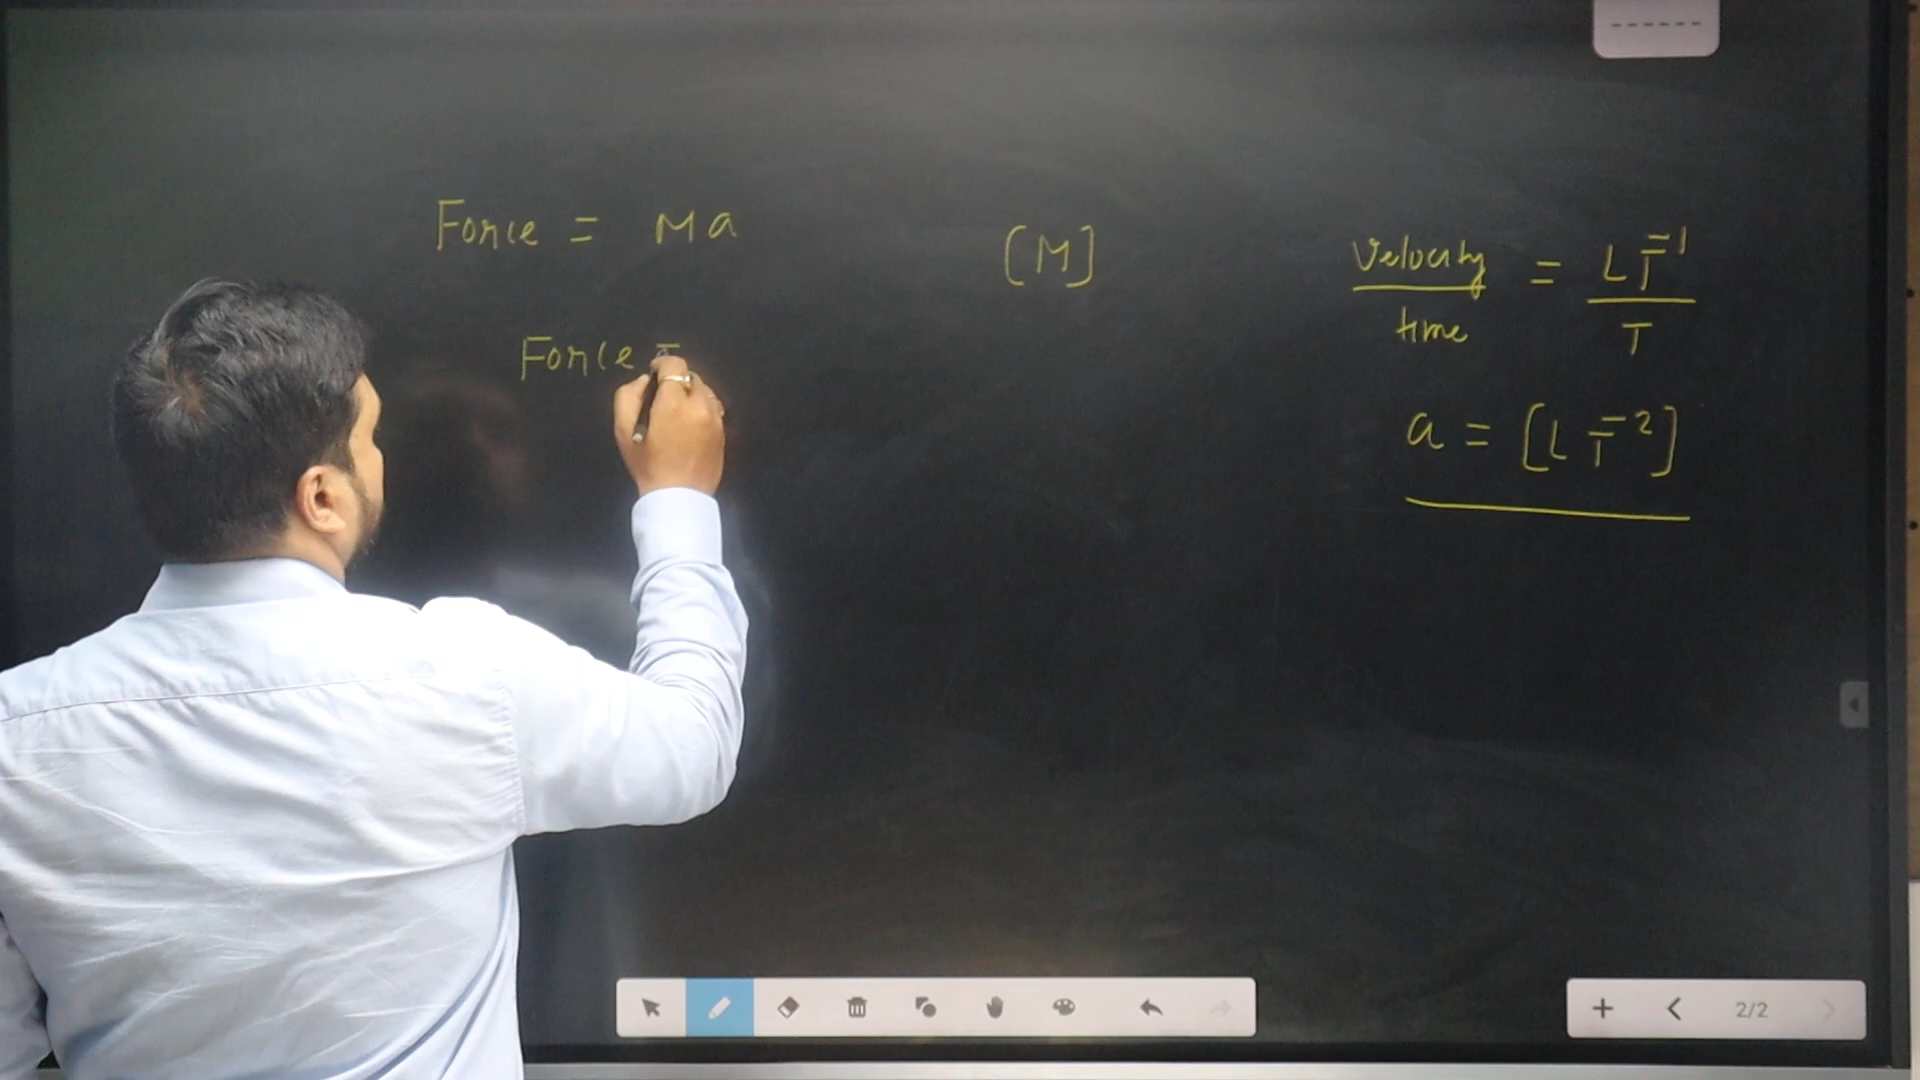 Force = Ma
[M]
Velocity / time = LT⁻¹ / T
Force =
a = [LT⁻²]
2/2